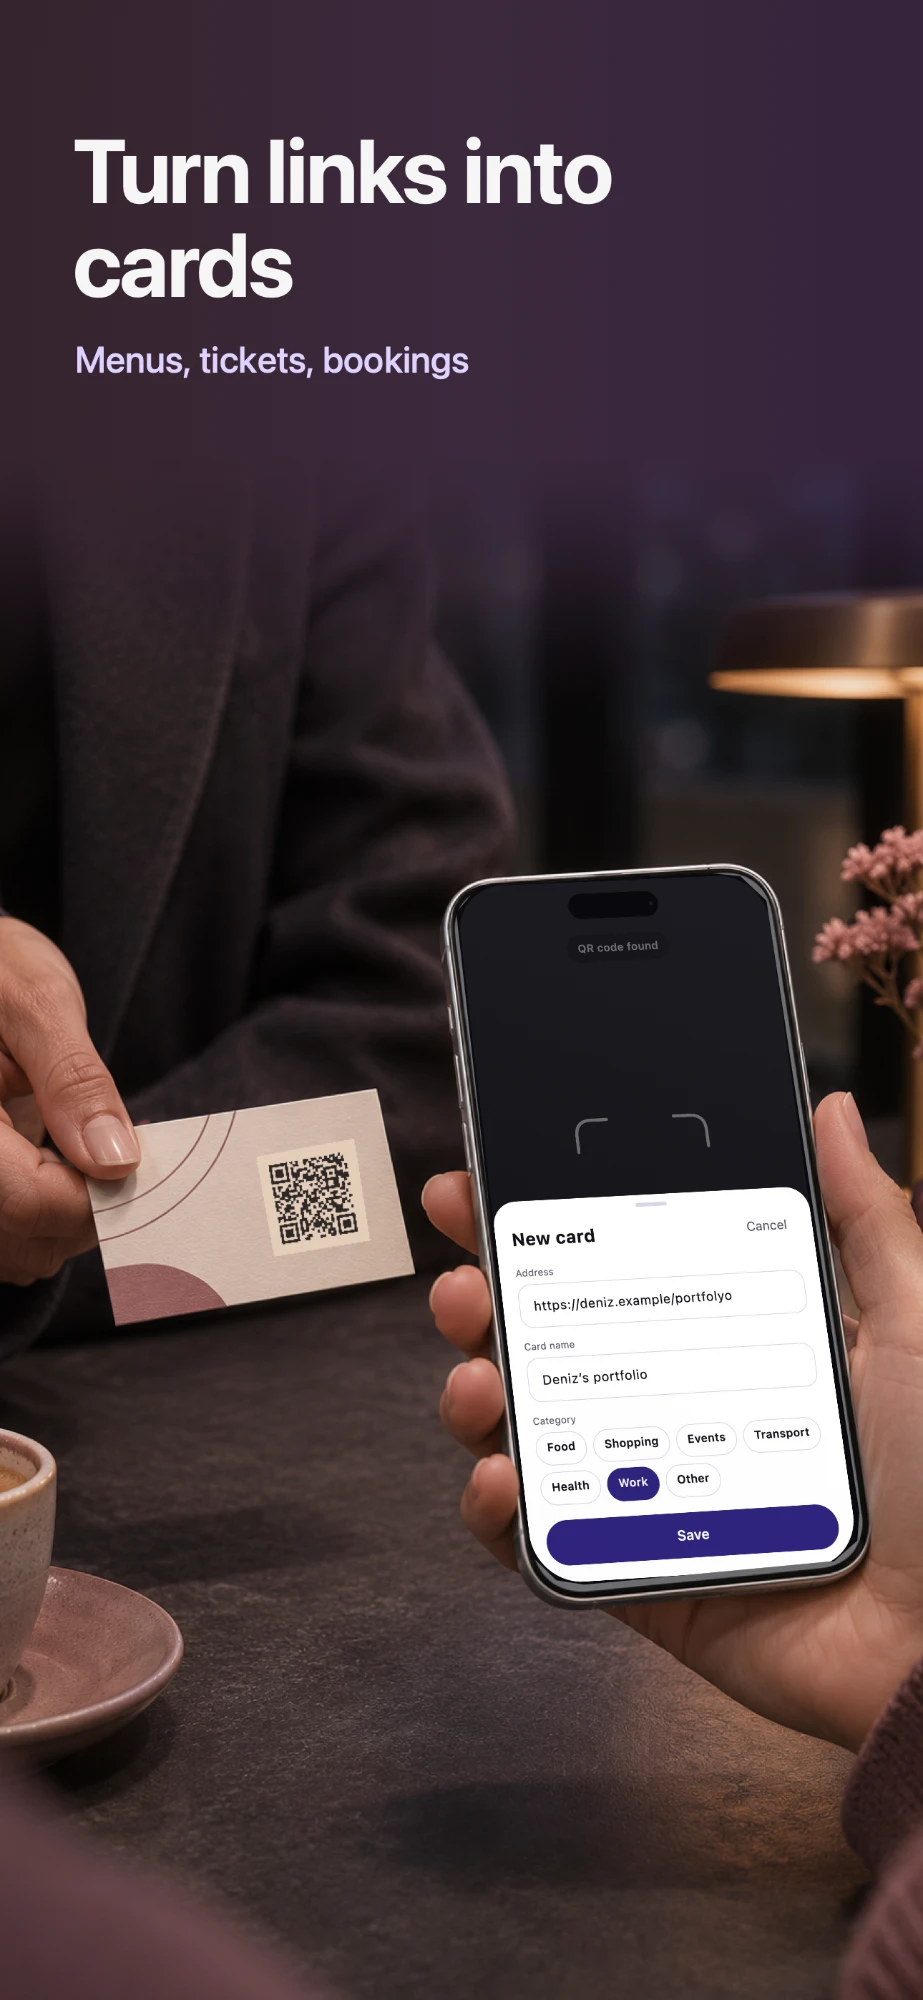 Turn links into
cards
Menus, tickets, bookings
QR code found
New card
Cancel
Address
https://deniz.example/portfolyo
Card name
Deniz's portfolio
Category
Food
Shopping
Events
Transport
Health
Work
Other
Save